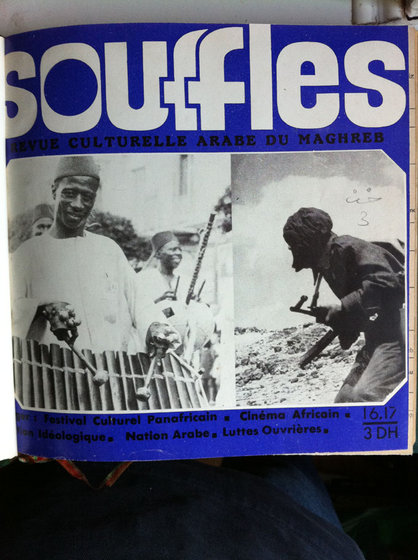 souffles
REVUE CULTURELLE ARABE DU MAGHREB
3
: Festival Culturel Panafricain ■ Cinéma Africain ■ 16,17
Idéologique ■ Nation Arabe ■ Luttes Ouvrières ■ 3 DH